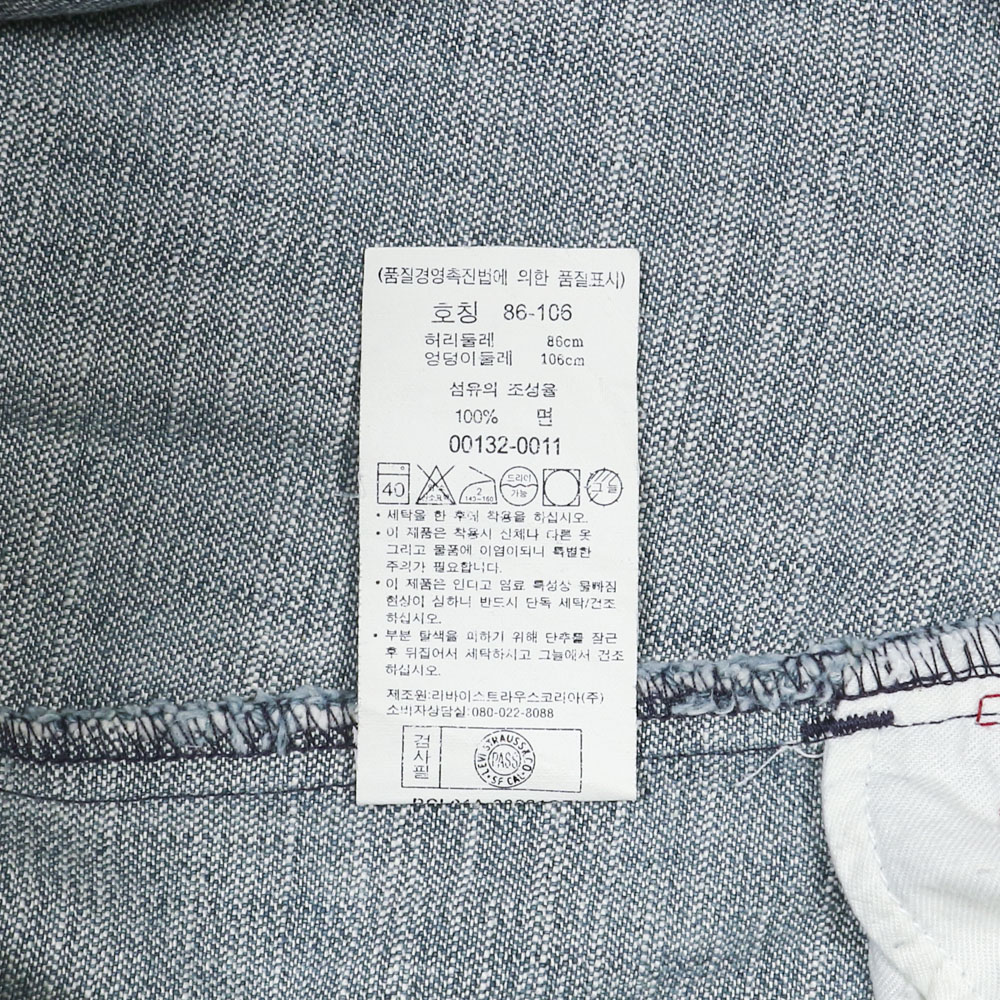 (품질경영촉진법에 의한 품질표시)
호칭 86-106
허리둘레 86cm
엉덩이둘레 106cm
섬유의 조성율
100% 면
00132-0011
40
2
140~160
드라이
가능
그늘
• 세탁을 한 후에 착용을 하십시오.
• 이 제품은 착용시 신체나 다른 옷
그리고 물품에 이염이되니 특별한
주의가 필요합니다.
• 이 제품은 인디고 염료 특성상 물빠짐
현상이 심하니 반드시 단독 세탁/건조
하십시오.
• 부분 탈색을 피하기 위해 단추를 잠근
후 뒤집어서 세탁하시고 그늘에서 건조
하십시오.
제조원:리바이스트라우스코리아(주)
소비자상담실:080-022-8088
검사필
LEVI STRAUSS & CO.
PASS
S.F. CAL.